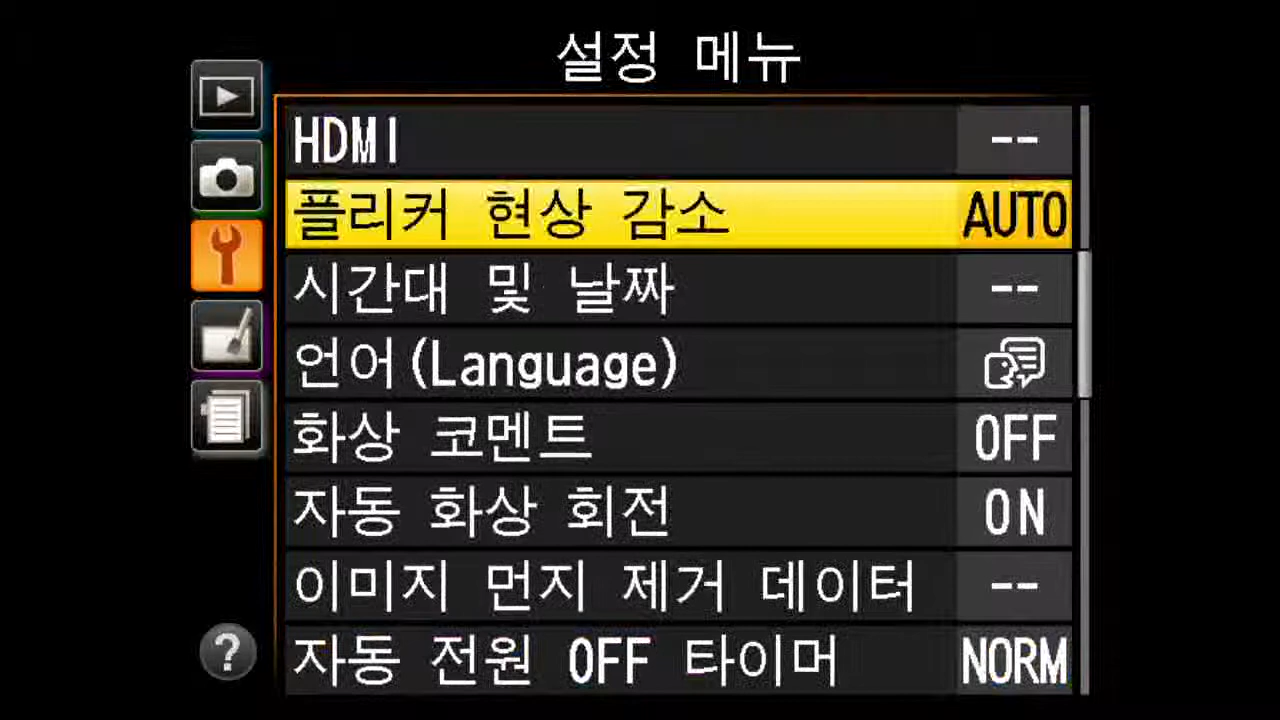 설정 메뉴
HDMI --
플리커 현상 감소 AUTO
시간대 및 날짜 --
언어(Language)
화상 코멘트 OFF
자동 화상 회전 ON
이미지 먼지 제거 데이터 --
자동 전원 OFF 타이머 NORM
?